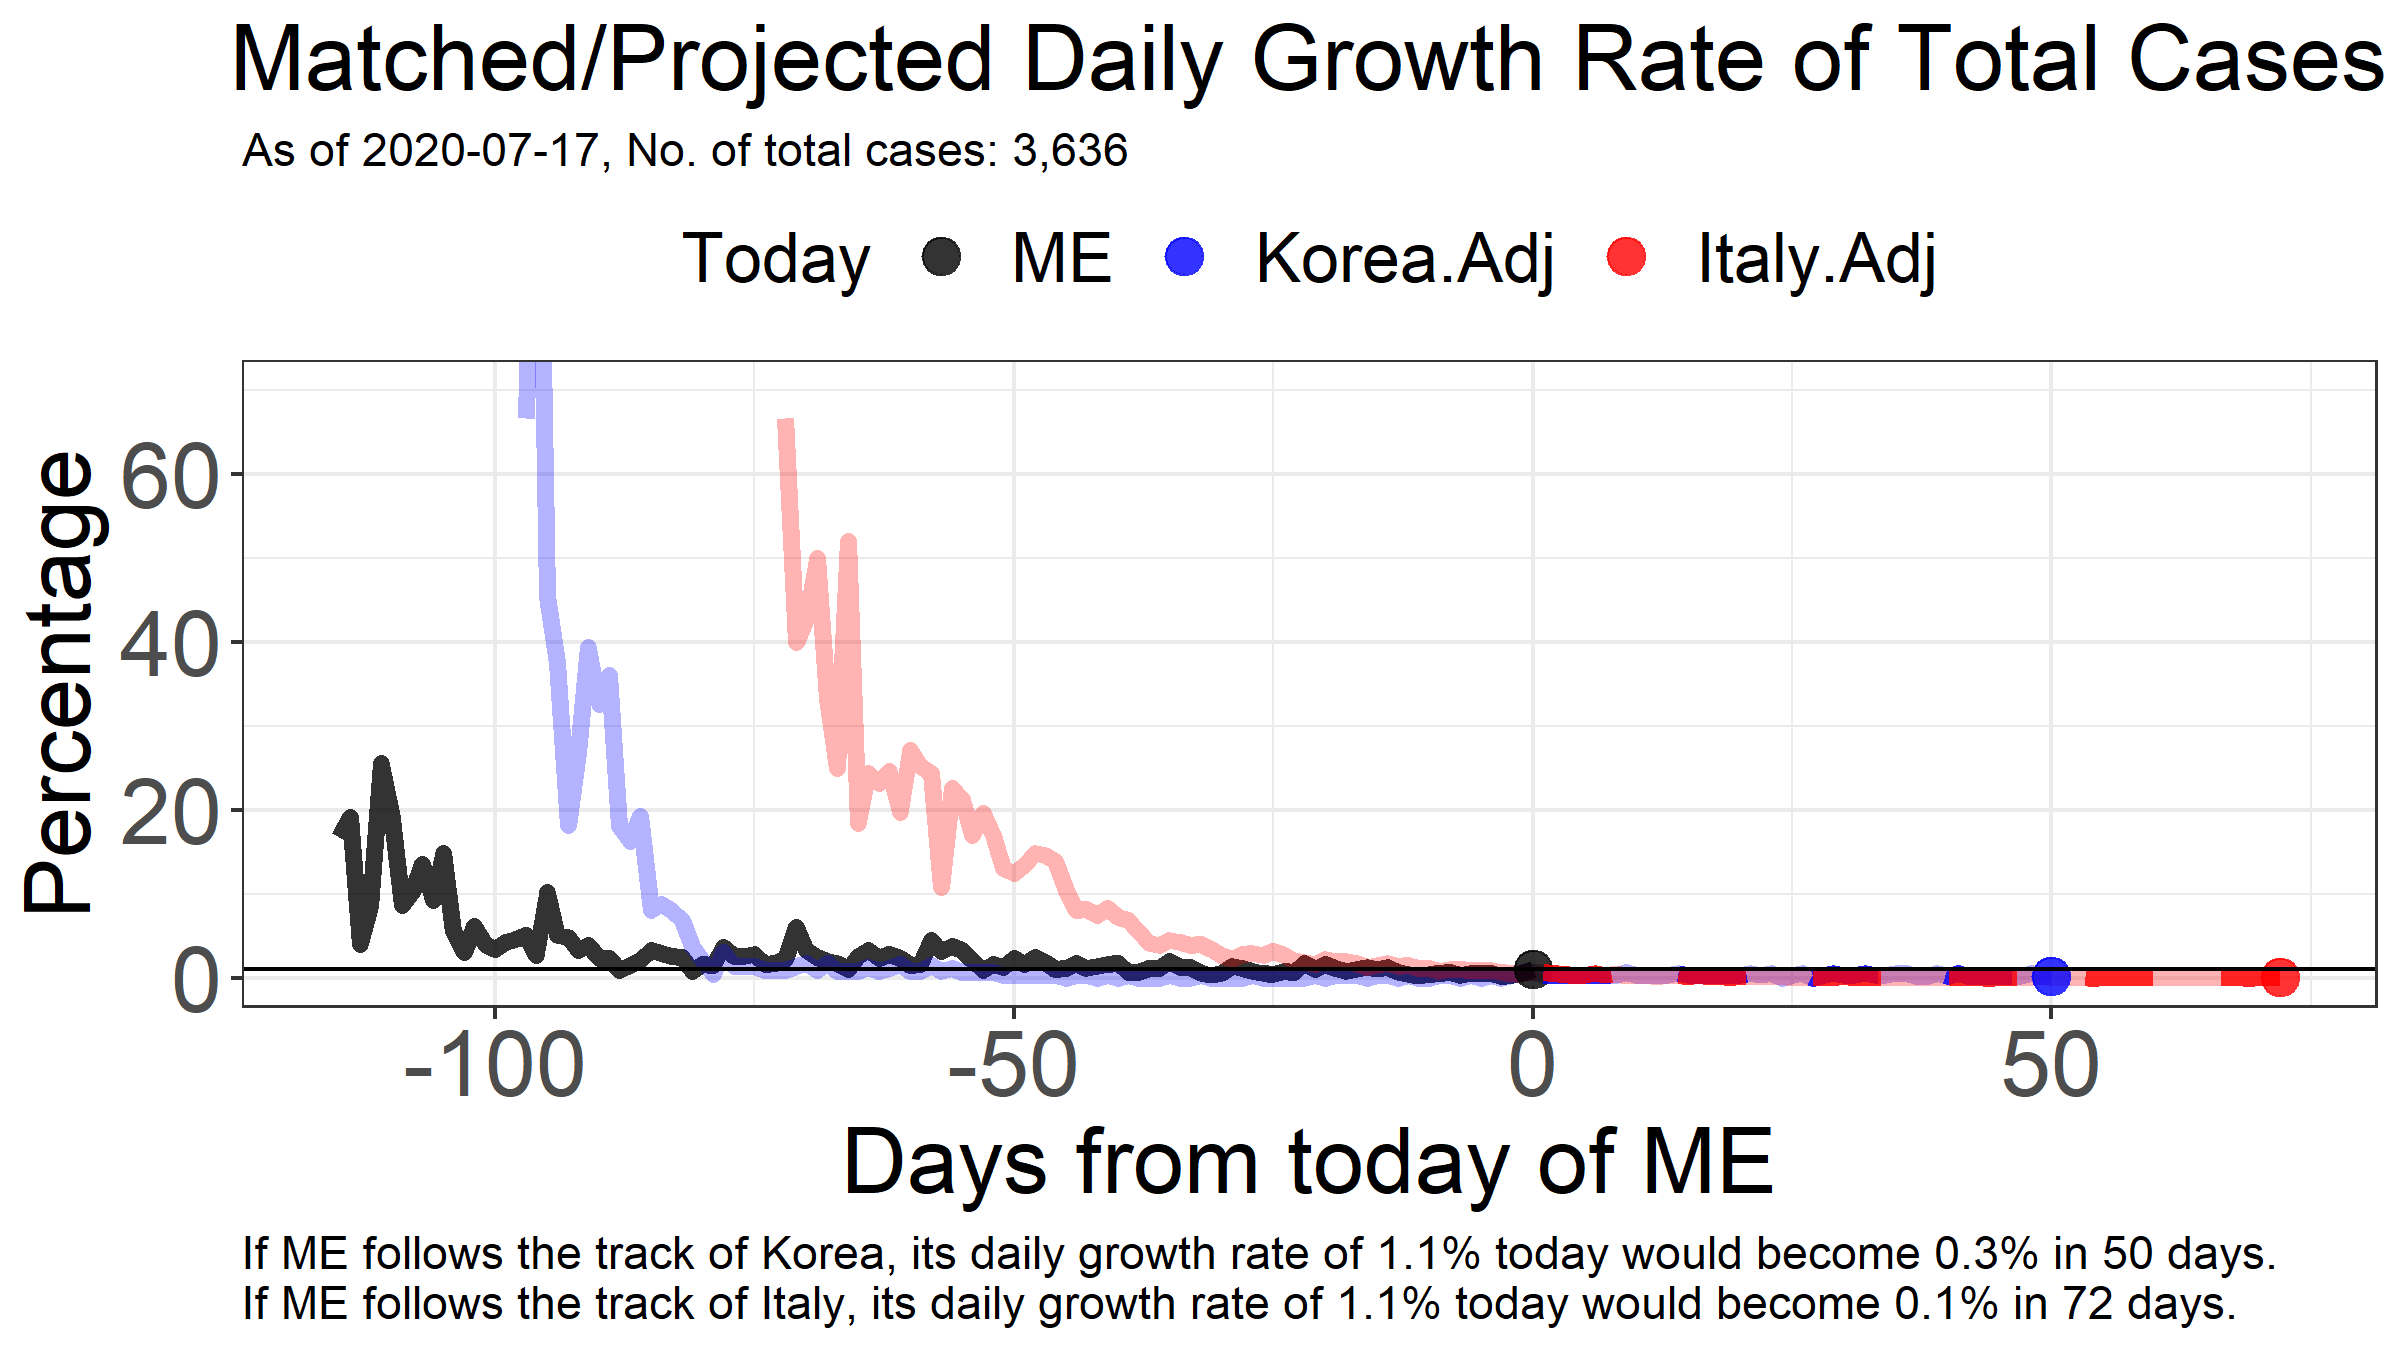 Matched/Projected Daily Growth Rate of Total Cases
As of 2020-07-17, No. of total cases: 3,636
Today ME Korea.Adj Italy.Adj
Percentage
60
40
20
0
-100 -50 0 50
Days from today of ME
If ME follows the track of Korea, its daily growth rate of 1.1% today would become 0.3% in 50 days.
If ME follows the track of Italy, its daily growth rate of 1.1% today would become 0.1% in 72 days.